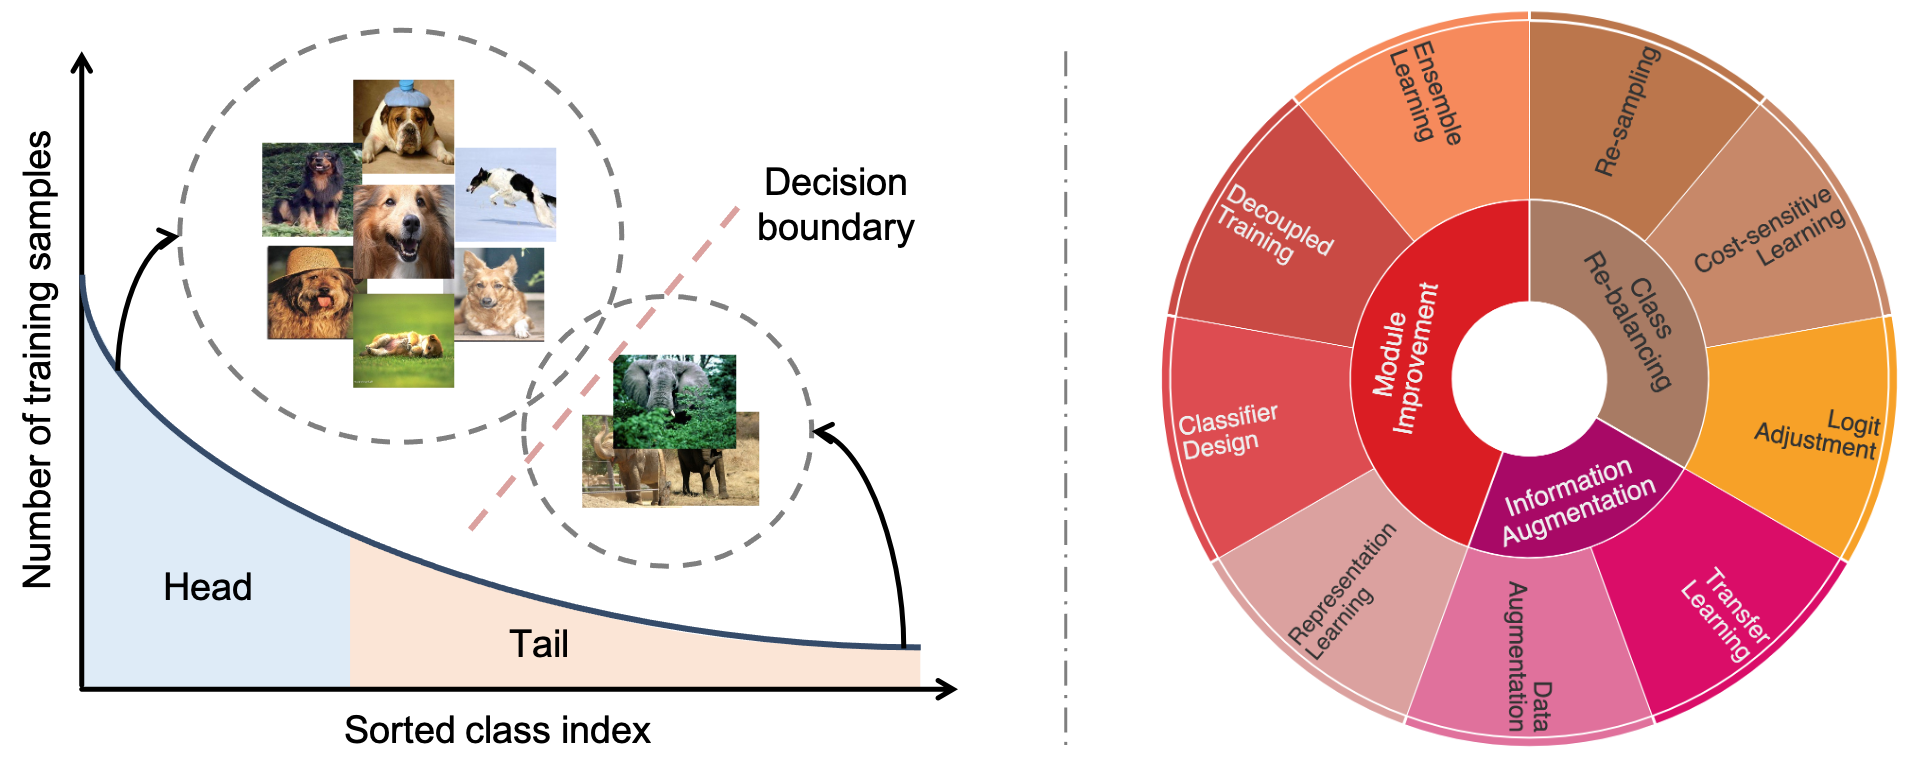 Number of training samples
Decision
boundary
Head
Tail
Sorted class index
Ensemble
Learning
Re-sampling
Cost-sensitive
Learning
Logit
Adjustment
Transfer
Learning
Data
Augmentation
Representation
Learning
Classifier
Design
Decoupled
Training
Module
Improvement
Class
Re-balancing
Information
Augmentation